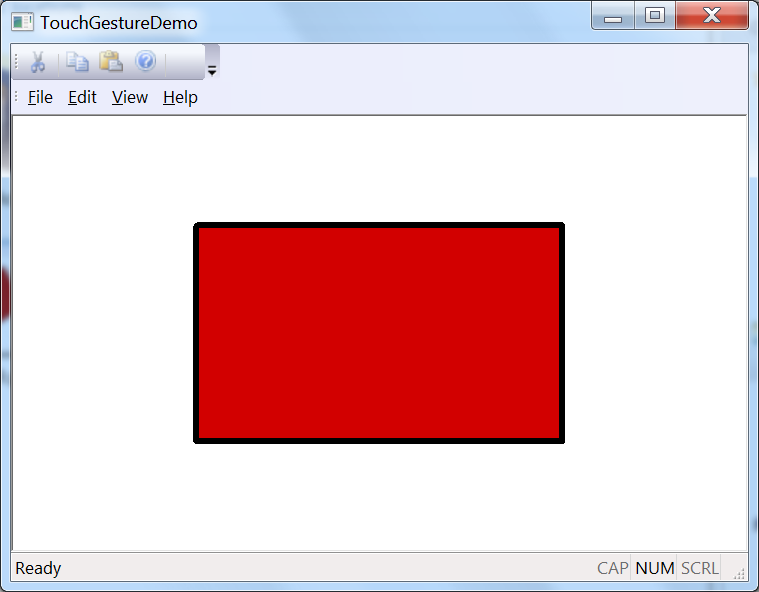 TouchGestureDemo
File Edit View Help
Ready CAP NUM SCRL